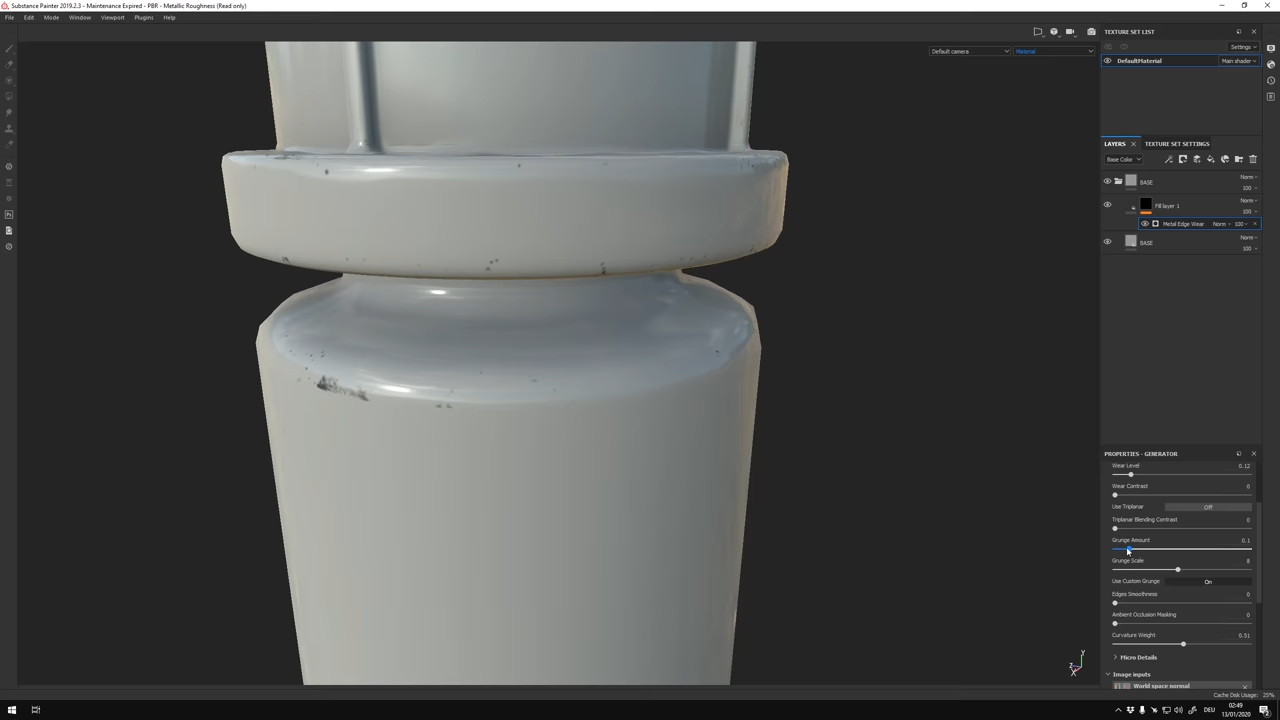 Substance Painter 2019.2.3 - Maintenance Expired - PBR - Metallic Roughness (Read only)
File Edit Mode Window Viewport Plugins Help
Default camera Material
TEXTURE SET LIST
Settings
DefaultMaterial Main shader
LAYERS TEXTURE SET SETTINGS
Base Color
BASE Norm
100
Fill layer 1 Norm
100
Metal Edge Wear Norm 100
BASE Norm
100
PROPERTIES - GENERATOR
Wear Level 0.12
Wear Contrast 0
Use Triplanar Off
Triplanar Blending Contrast 0
Grunge Amount 0.1
Grunge Scale 8
Use Custom Grunge On
Edges Smoothness 0
Ambient Occlusion Masking 0
Curvature Weight 0.51
Micro Details
Image inputs
World space normal
Y
Z
X
Cache Disk Usage: 25%
DEU
02:49
13/01/2020